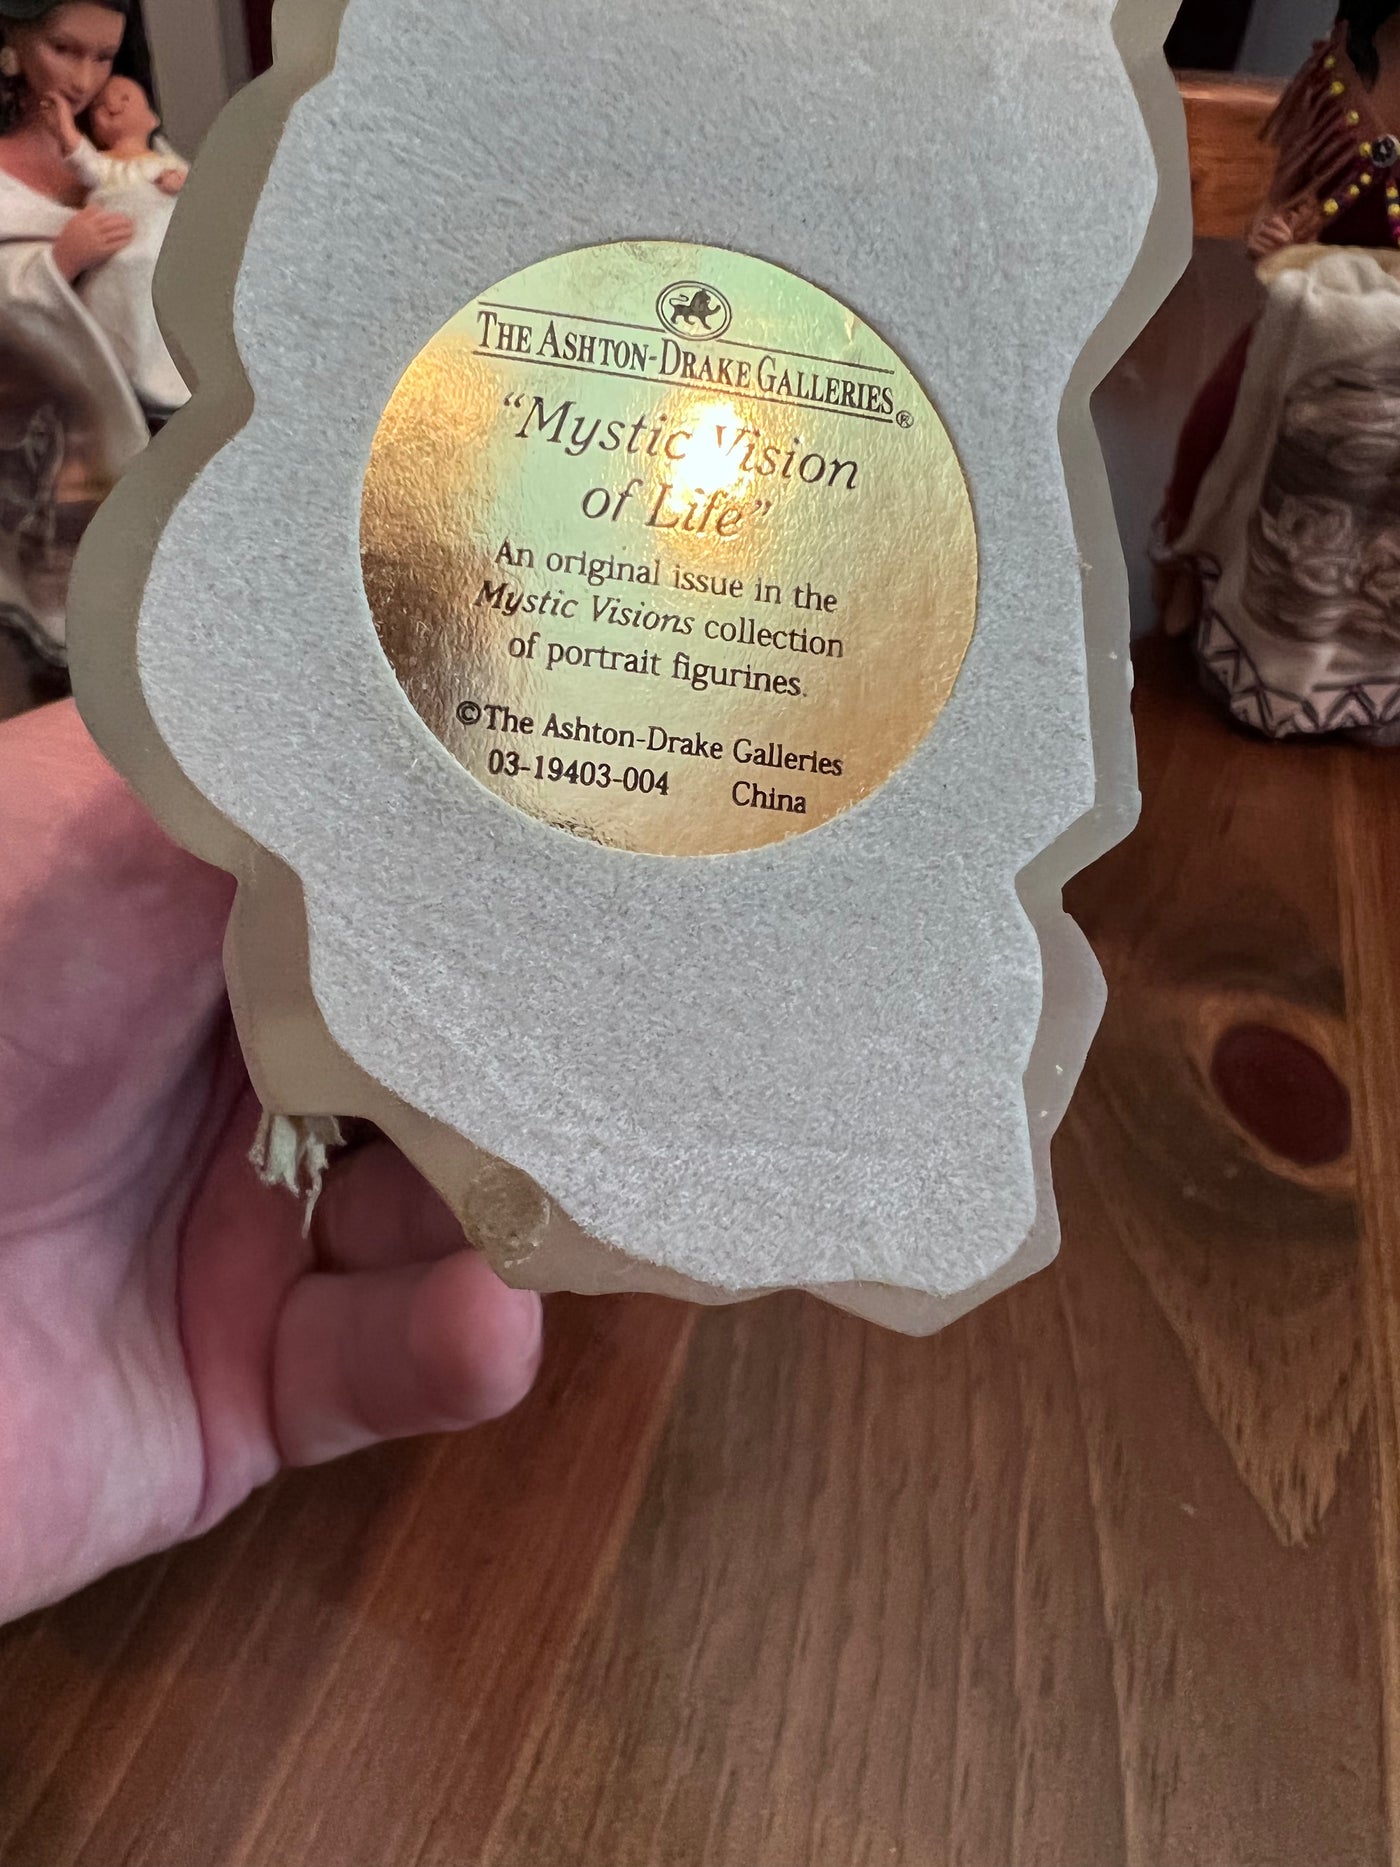 THE ASHTON-DRAKE GALLERIES®
“Mystic Vision
of Life”
An original issue in the
Mystic Visions collection
of portrait figurines.
©The Ashton-Drake Galleries
03-19403-004 China